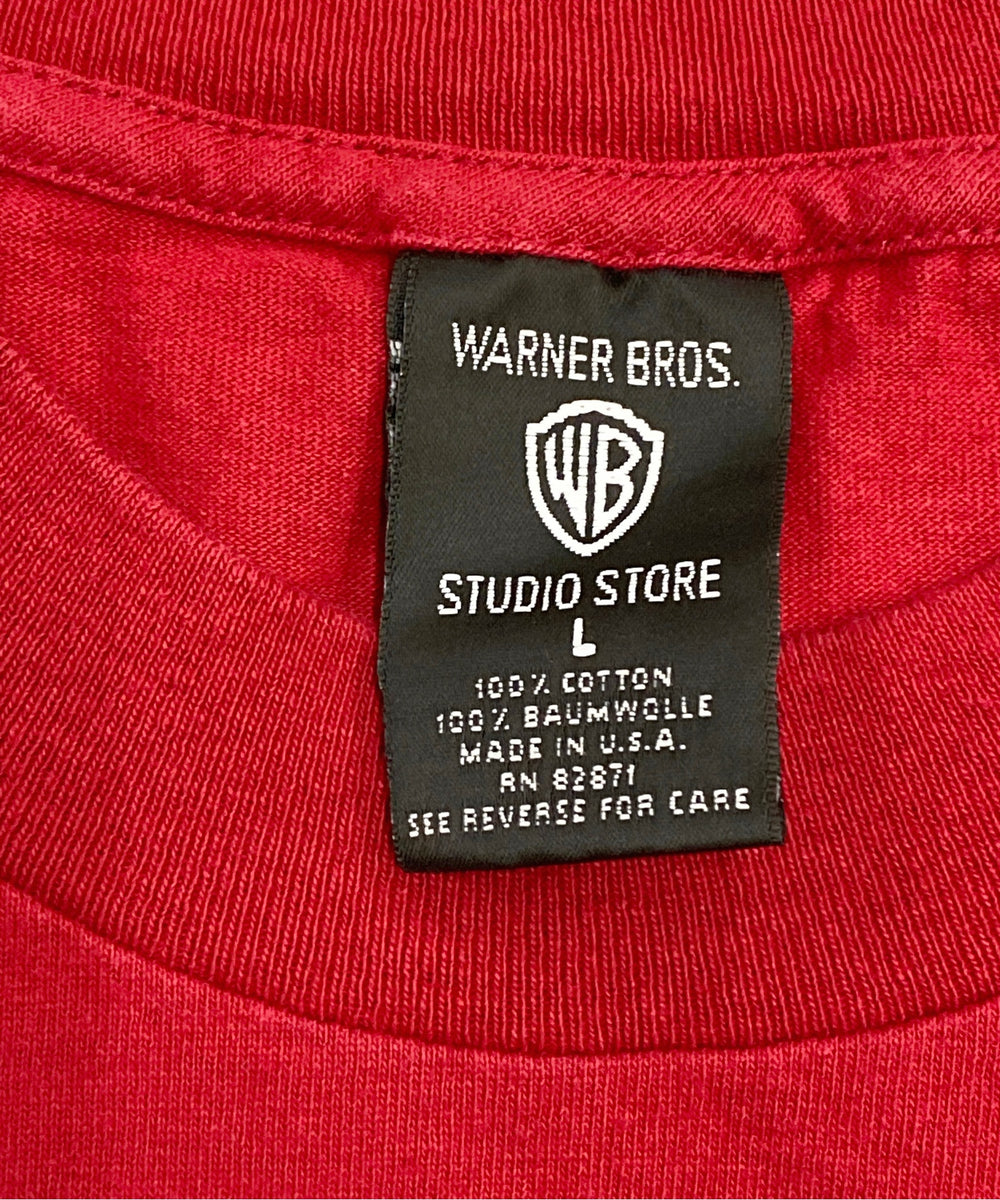 WARNER BROS.
WB
STUDIO STORE
L
100% COTTON
100% BAUMWOLLE
MADE IN U.S.A.
RN 82871
SEE REVERSE FOR CARE